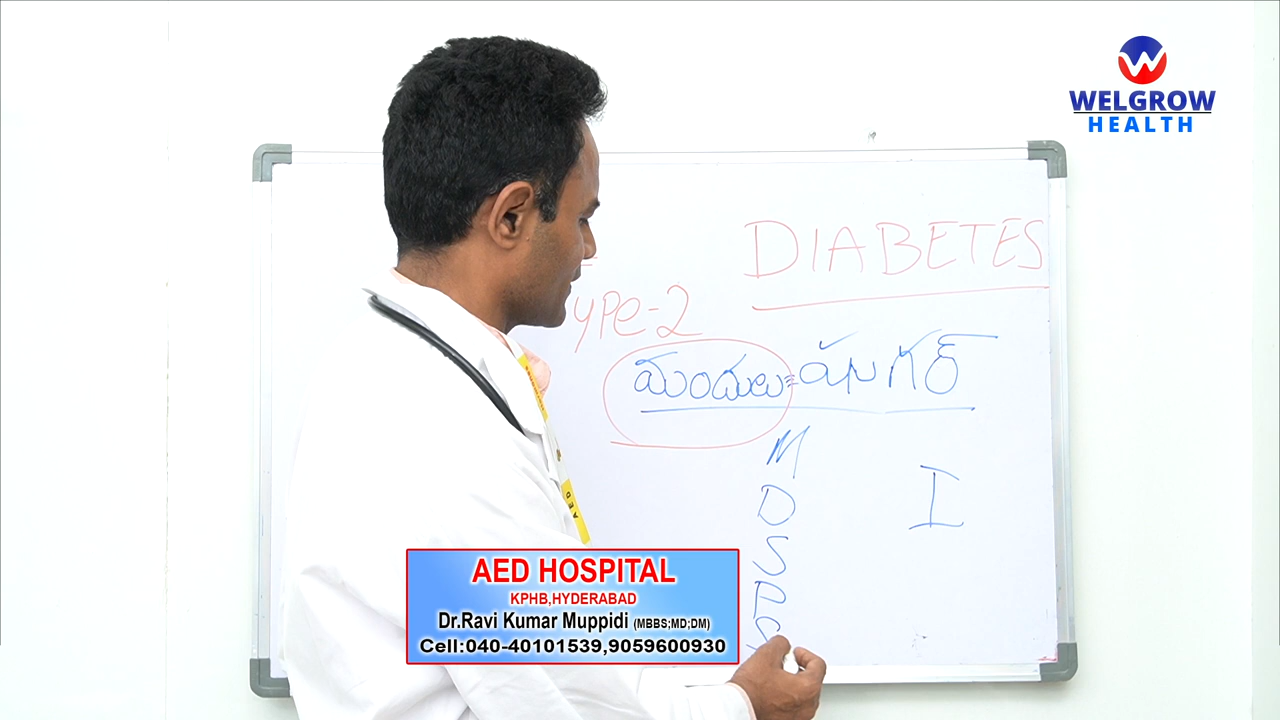 WELGROW
HEALTH
DIABETES
ype-2
మందులు = షుగర్
M
D
I
S
P
S
AED
AED HOSPITAL
KPHB,HYDERABAD
Dr.Ravi Kumar Muppidi (MBBS;MD;DM)
Cell:040-40101539,9059600930